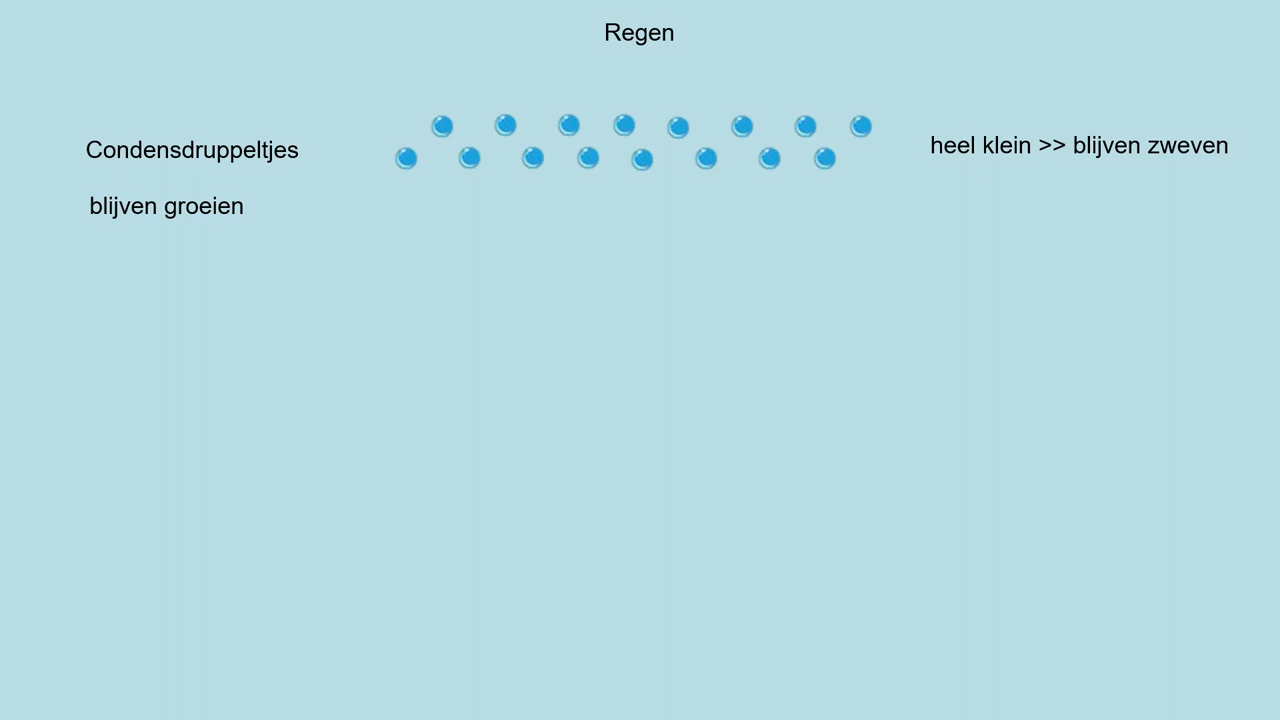 Regen
Condensdruppeltjes
heel klein >> blijven zweven
blijven groeien